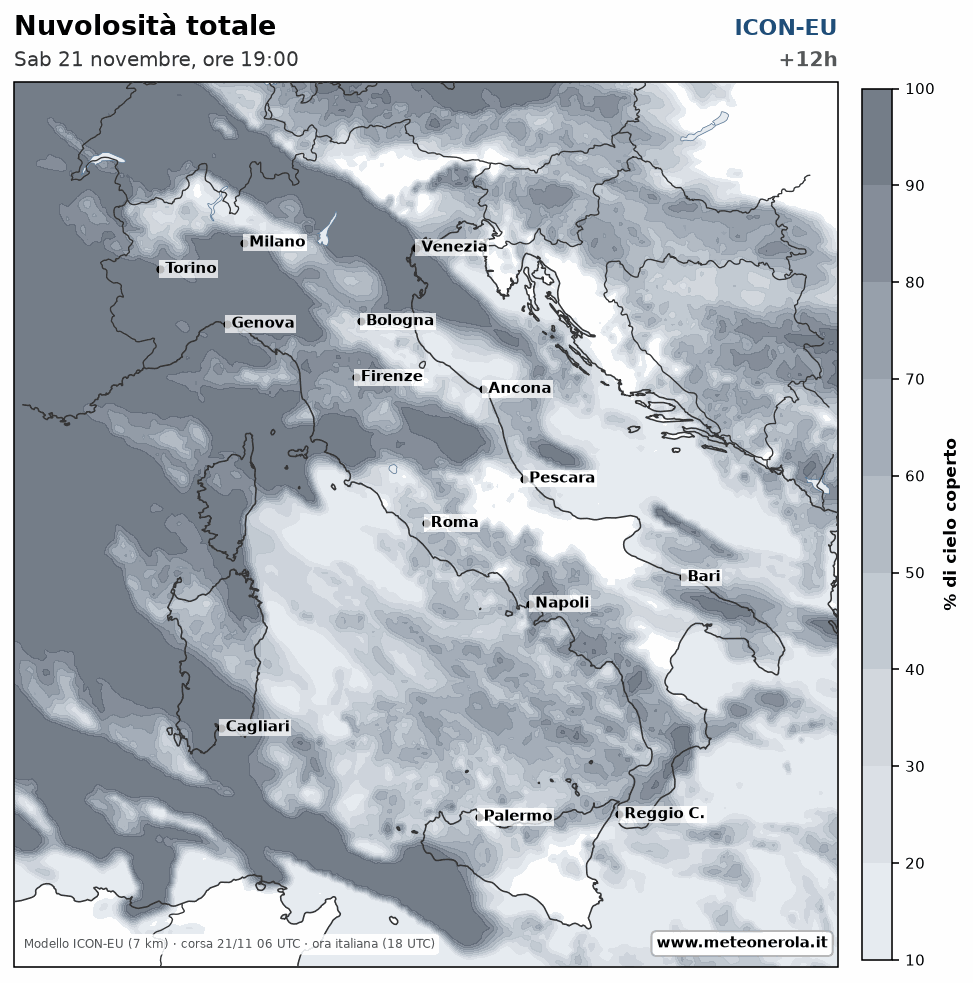 Nuvolosità totale
ICON-EU
Sab 21 novembre, ore 19:00
+12h
100
90
80
70
60
50
40
30
20
10
% di cielo coperto
Milano
Venezia
Torino
Genova
Bologna
Firenze
Ancona
Pescara
Roma
Bari
Napoli
Cagliari
Palermo
Reggio C.
Modello ICON-EU (7 km) · corsa 21/11 06 UTC · ora italiana (18 UTC)
www.meteonerola.it